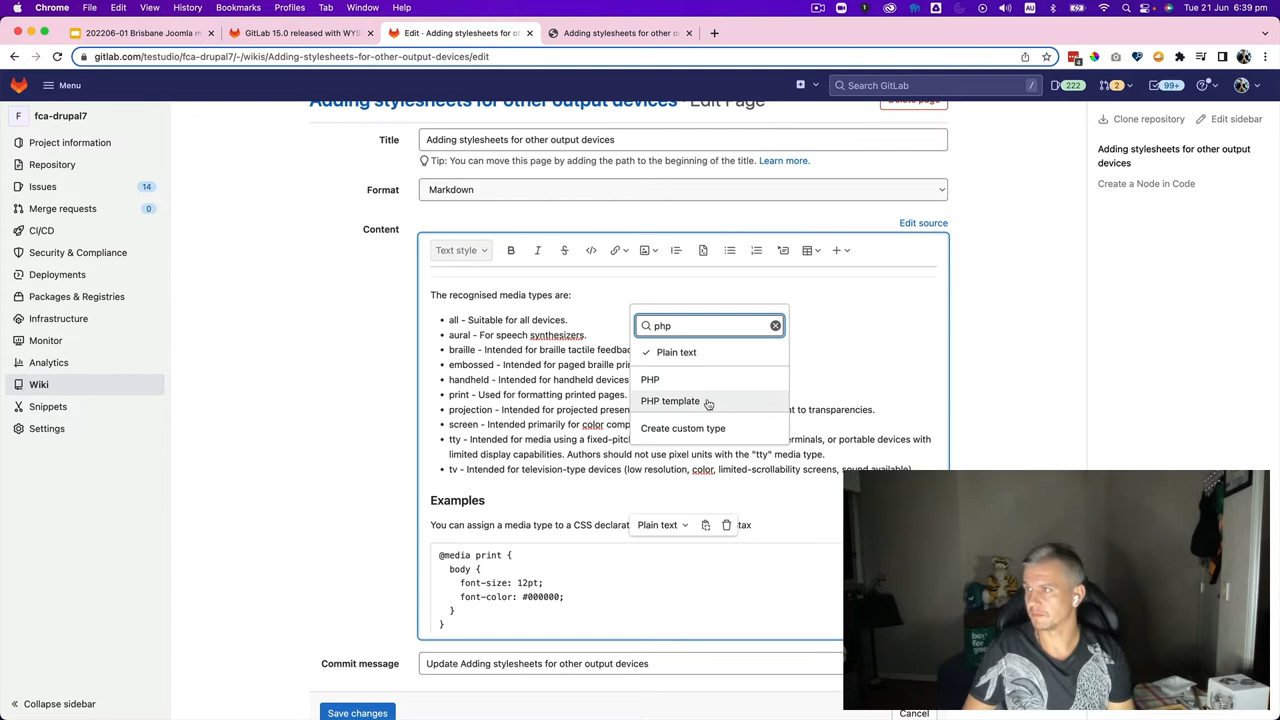 Chrome File Edit View History Bookmarks Profiles Tab Window Help
Tue 21 Jun 6:39 pm
202206-01 Brisbane Joomla m
GitLab 15.0 released with WYS
Edit · Adding stylesheets for o
Adding stylesheets for other o
gitlab.com/testudio/fca-drupal7/-/wikis/Adding-stylesheets-for-other-output-devices/edit
Menu
Search GitLab
/
222
2
99+
F
fca-drupal7
Project information
Repository
Issues 14
Merge requests 0
CI/CD
Security & Compliance
Deployments
Packages & Registries
Infrastructure
Monitor
Analytics
Wiki
Snippets
Settings
Collapse sidebar
Adding stylesheets for other output devices · Edit Page
Delete page
Title
Adding stylesheets for other output devices
Tip: You can move this page by adding the path to the beginning of the title. Learn more.
Format
Markdown
Content
Edit source
Text style
The recognised media types are:
all - Suitable for all devices.
aural - For speech synthesizers.
braille - Intended for braille tactile feedba
embossed - Intended for paged braille pri
handheld - Intended for handheld devices
print - Used for formatting printed pages.
projection - Intended for projected presen t to transparencies.
screen - Intended primarily for color comp
tty - Intended for media using a fixed-pitc erminals, or portable devices with
limited display capabilities. Authors should not use pixel units with the "tty" media type.
tv - Intended for television-type devices (low resolution, color, limited-scrollability screens, sound available)
php
Plain text
PHP
PHP template
Create custom type
Examples
You can assign a media type to a CSS declarat
Plain text
tax
@media print {
body {
font-size: 12pt;
font-color: #000000;
}
}
Commit message
Update Adding stylesheets for other output devices
Save changes
Cancel
Clone repository
Edit sidebar
Adding stylesheets for other output
devices
Create a Node in Code